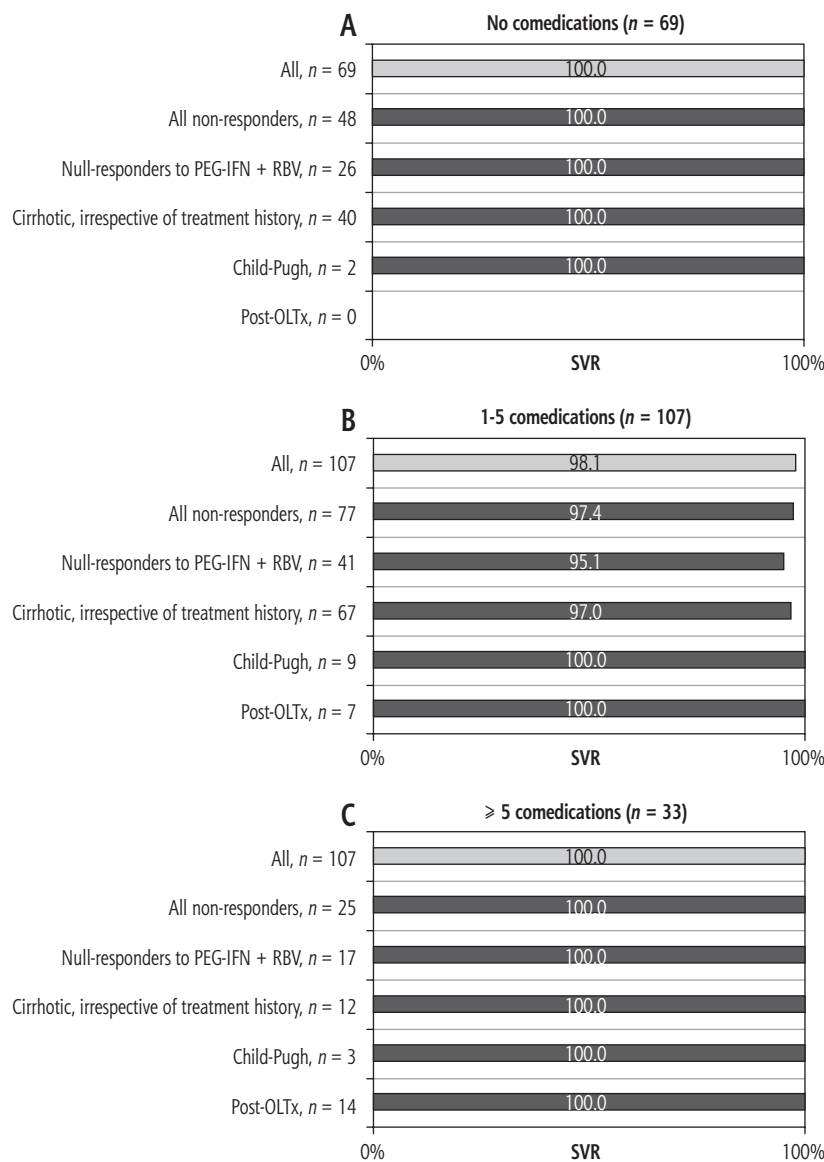 A
No comedications (n = 69)
All, n = 69
100.0
All non-responders, n = 48
100.0
Null-responders to PEG-IFN + RBV, n = 26
100.0
Cirrhotic, irrespective of treatment history, n = 40
100.0
Child-Pugh, n = 2
100.0
Post-OLTx, n = 0
0% SVR 100%
B
1-5 comedications (n = 107)
All, n = 107
98.1
All non-responders, n = 77
97.4
Null-responders to PEG-IFN + RBV, n = 41
95.1
Cirrhotic, irrespective of treatment history, n = 67
97.0
Child-Pugh, n = 9
100.0
Post-OLTx, n = 7
100.0
0% SVR 100%
C
⩾ 5 comedications (n = 33)
All, n = 107
100.0
All non-responders, n = 25
100.0
Null-responders to PEG-IFN + RBV, n = 17
100.0
Cirrhotic, irrespective of treatment history, n = 12
100.0
Child-Pugh, n = 3
100.0
Post-OLTx, n = 14
100.0
0% SVR 100%